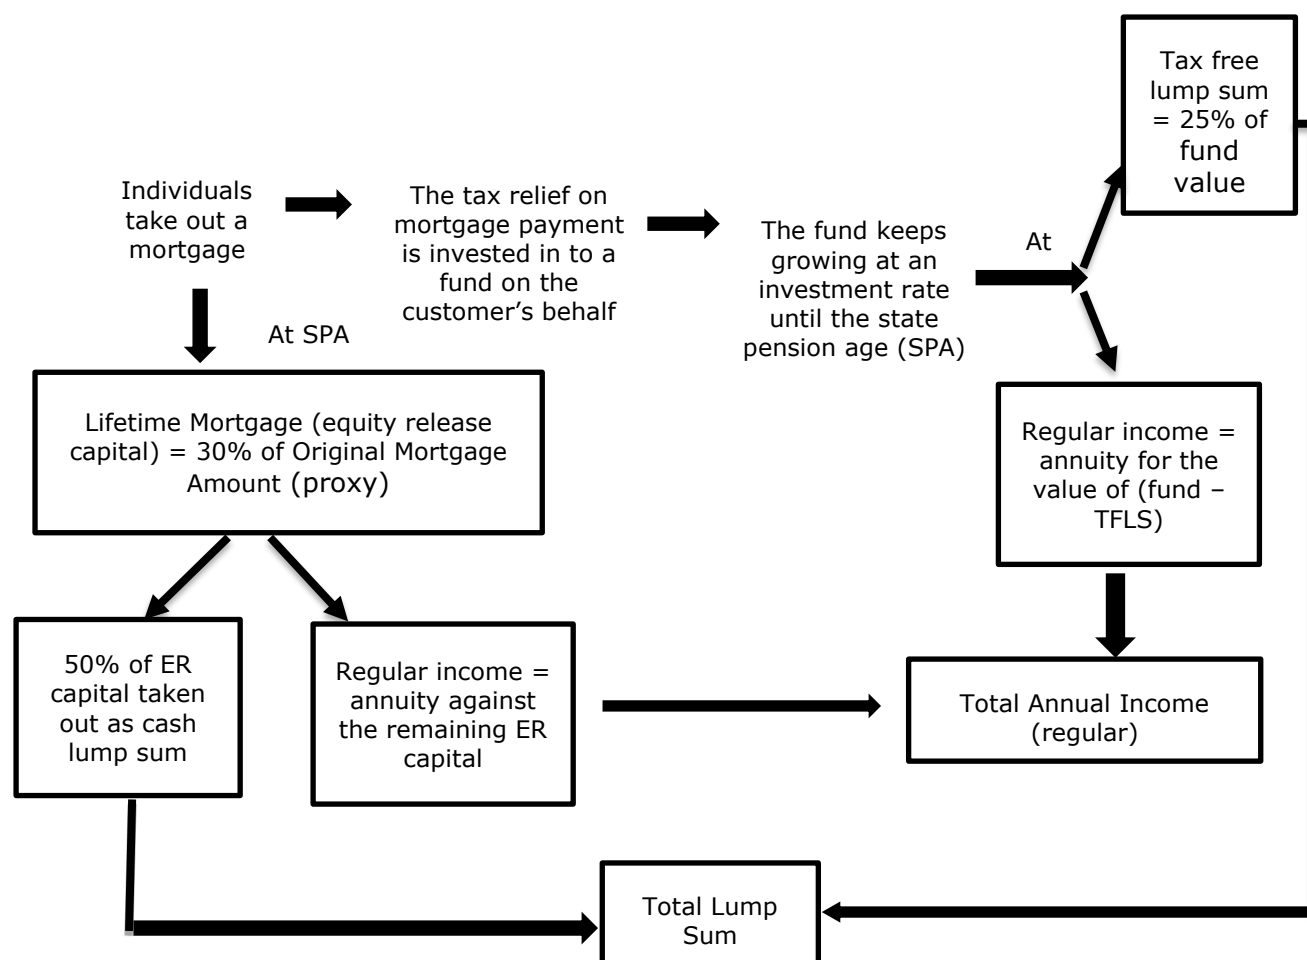 Individuals
take out a
mortgage
The tax relief on
mortgage payment
is invested in to a
fund on the
customer’s behalf
The fund keeps
growing at an
investment rate
until the state
pension age (SPA)
At
Tax free
lump sum
= 25% of
fund
value
At SPA
Lifetime Mortgage (equity release
capital) = 30% of Original Mortgage
Amount (proxy)
Regular income =
annuity for the
value of (fund –
TFLS)
50% of ER
capital taken
out as cash
lump sum
Regular income =
annuity against
the remaining ER
capital
Total Annual Income
(regular)
Total Lump
Sum